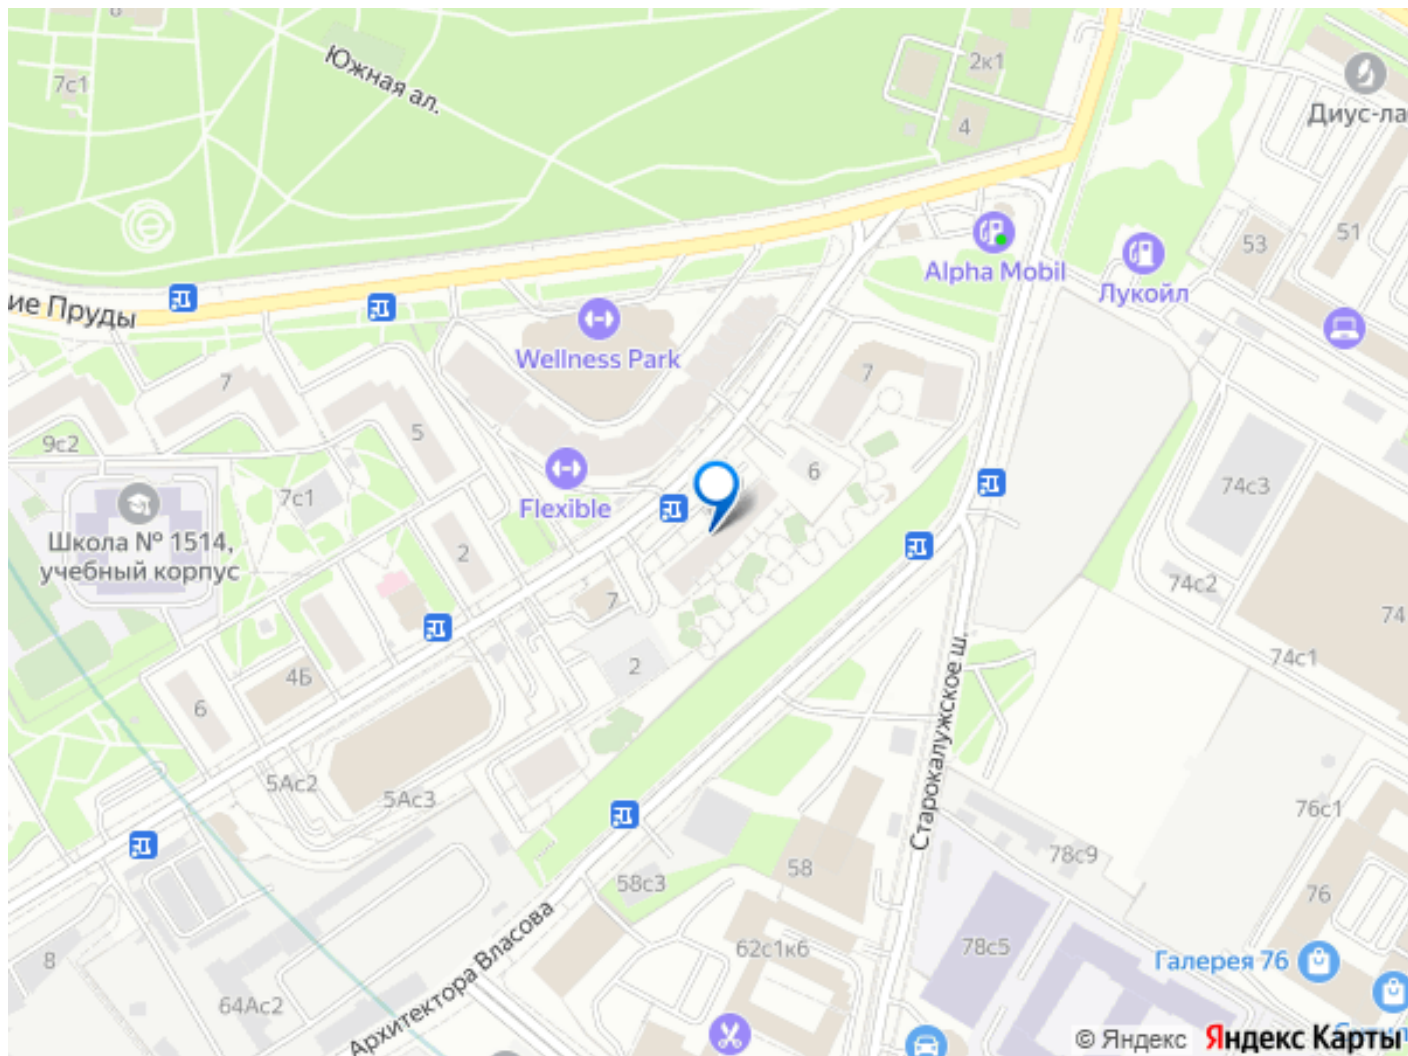 Южная ал.
7с1
2к1
4
Диус-ла
53
51
Alpha Mobil
Лукойл
ие Пруды
Wellness Park
7
7
5
9с2
7с1
Flexible
6
74с3
Школа № 1514,
учебный корпус
2
7
74с2
74
2
74с1
4Б
6
Старокалужское ш.
5Ас2
5Ас3
76с1
78с9
58
58с3
76
8
62с1к6
78с5
Галерея 76
64Ас2
Архитектора Власова
© Яндекс
Яндекс Карты